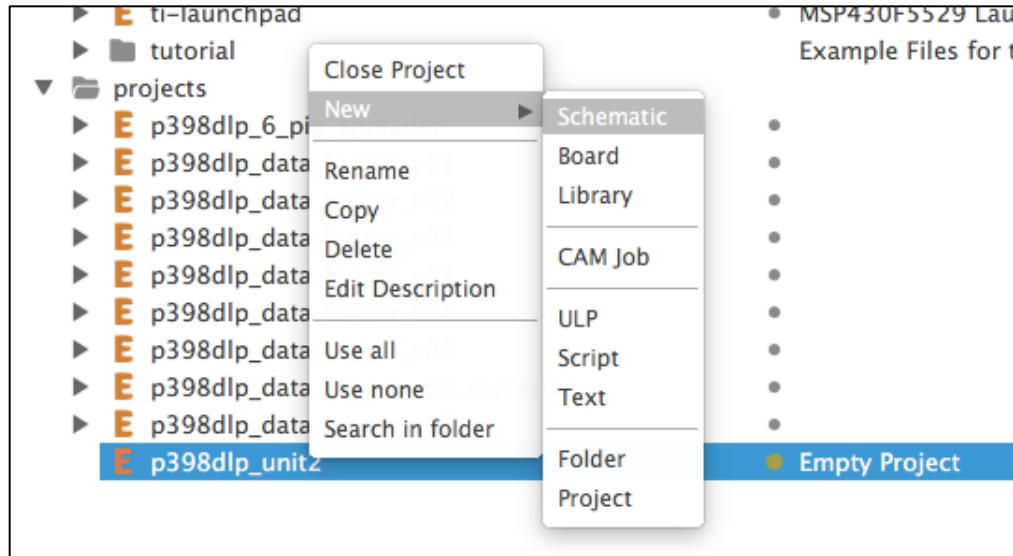 ti-launchpad MSP430F5529 Lau
tutorial Example Files for t
projects
p398dlp_6_pi
p398dlp_data
p398dlp_data
p398dlp_data
p398dlp_data
p398dlp_data
p398dlp_data
p398dlp_data
p398dlp_data
p398dlp_unit2 Empty Project
Close Project
New
Rename
Copy
Delete
Edit Description
Use all
Use none
Search in folder
Schematic
Board
Library
CAM Job
ULP
Script
Text
Folder
Project